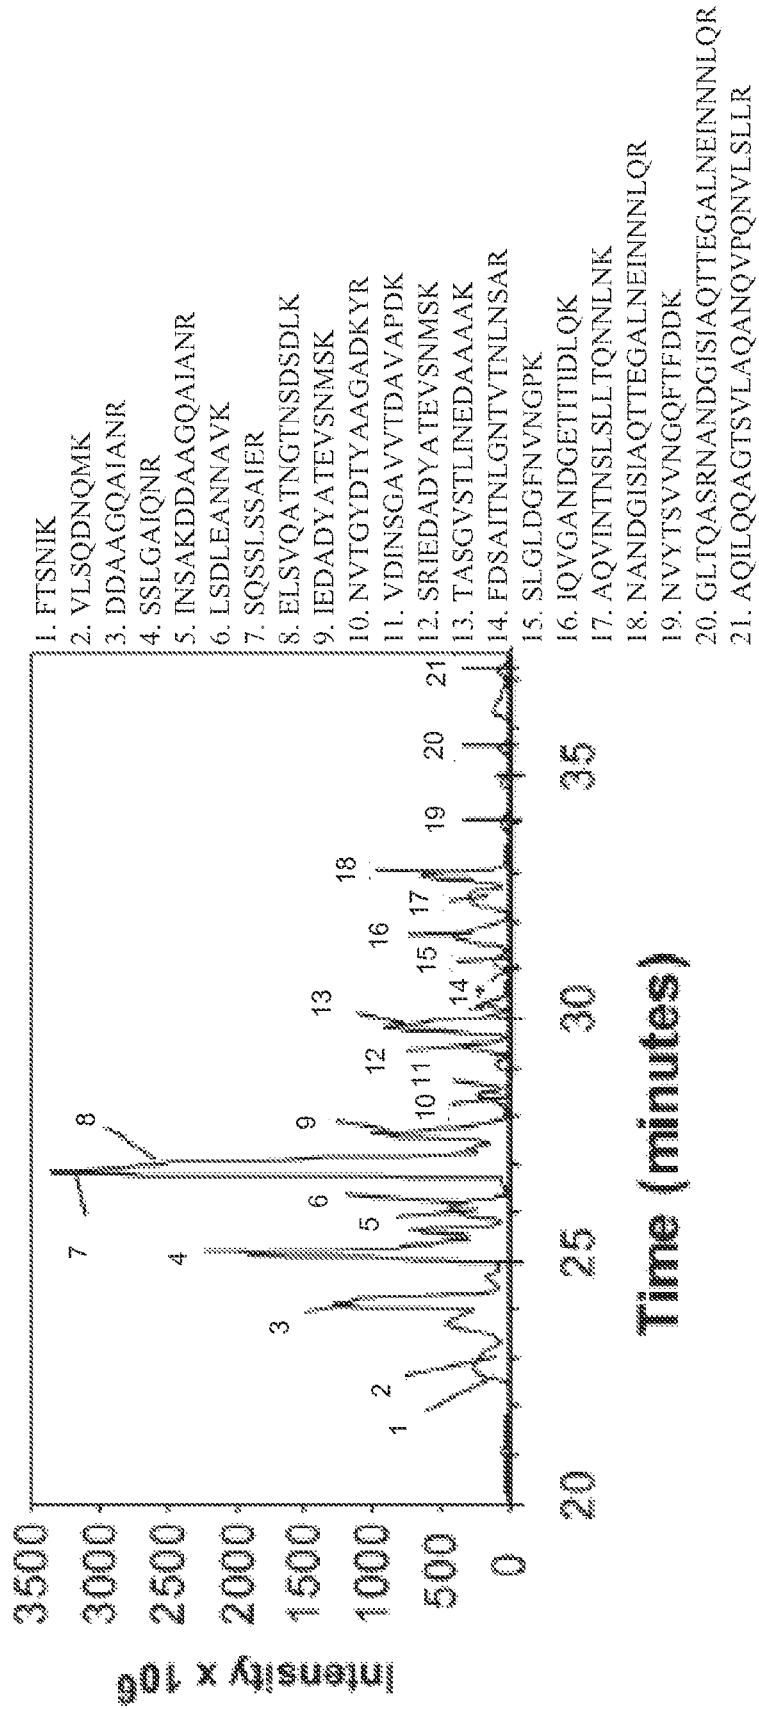 Intensity x 10⁶
3500
3000
2500
2000
1500
1000
500
0
1
2
3
4
5
6
7
8
9
10
11
12
13
14
15
16
17
18
19
20
21
20
25
30
35
Time (minutes)
1. FTSNIK
2. VLSQDNQMK
3. DDAAGQAIANR
4. SSLGAIQNR
5. INSAKDDAAGQAIANR
6. LSDLEANNAVK
7. SQSSLSSAIER
8. ELSVQATNGTNSDSDLK
9. IEDADYATEVSNMSK
10. NVTGYDTYAAGADKYR
11. VDINSGAVVTDAVAPDK
12. SRIEDADYATEVSNMSK
13. TASGVSTLINEDAAAAK
14. FDSAITNLGNTVTNLNSAR
15. SLGLDGFNVNGPK
16. IQVGANDGETITIDLQK
17. AQVINTNSLSLLTQNNLNK
18. NANDGISIAQTTEGALNEINNNLQR
19. NVYTSVVNGQFTFDDK
20. GLTQASRNANDGISIAQTTEGALNEINNNLQR
21. AQILQQAGTSVLAQANQVPQNVLSLLR